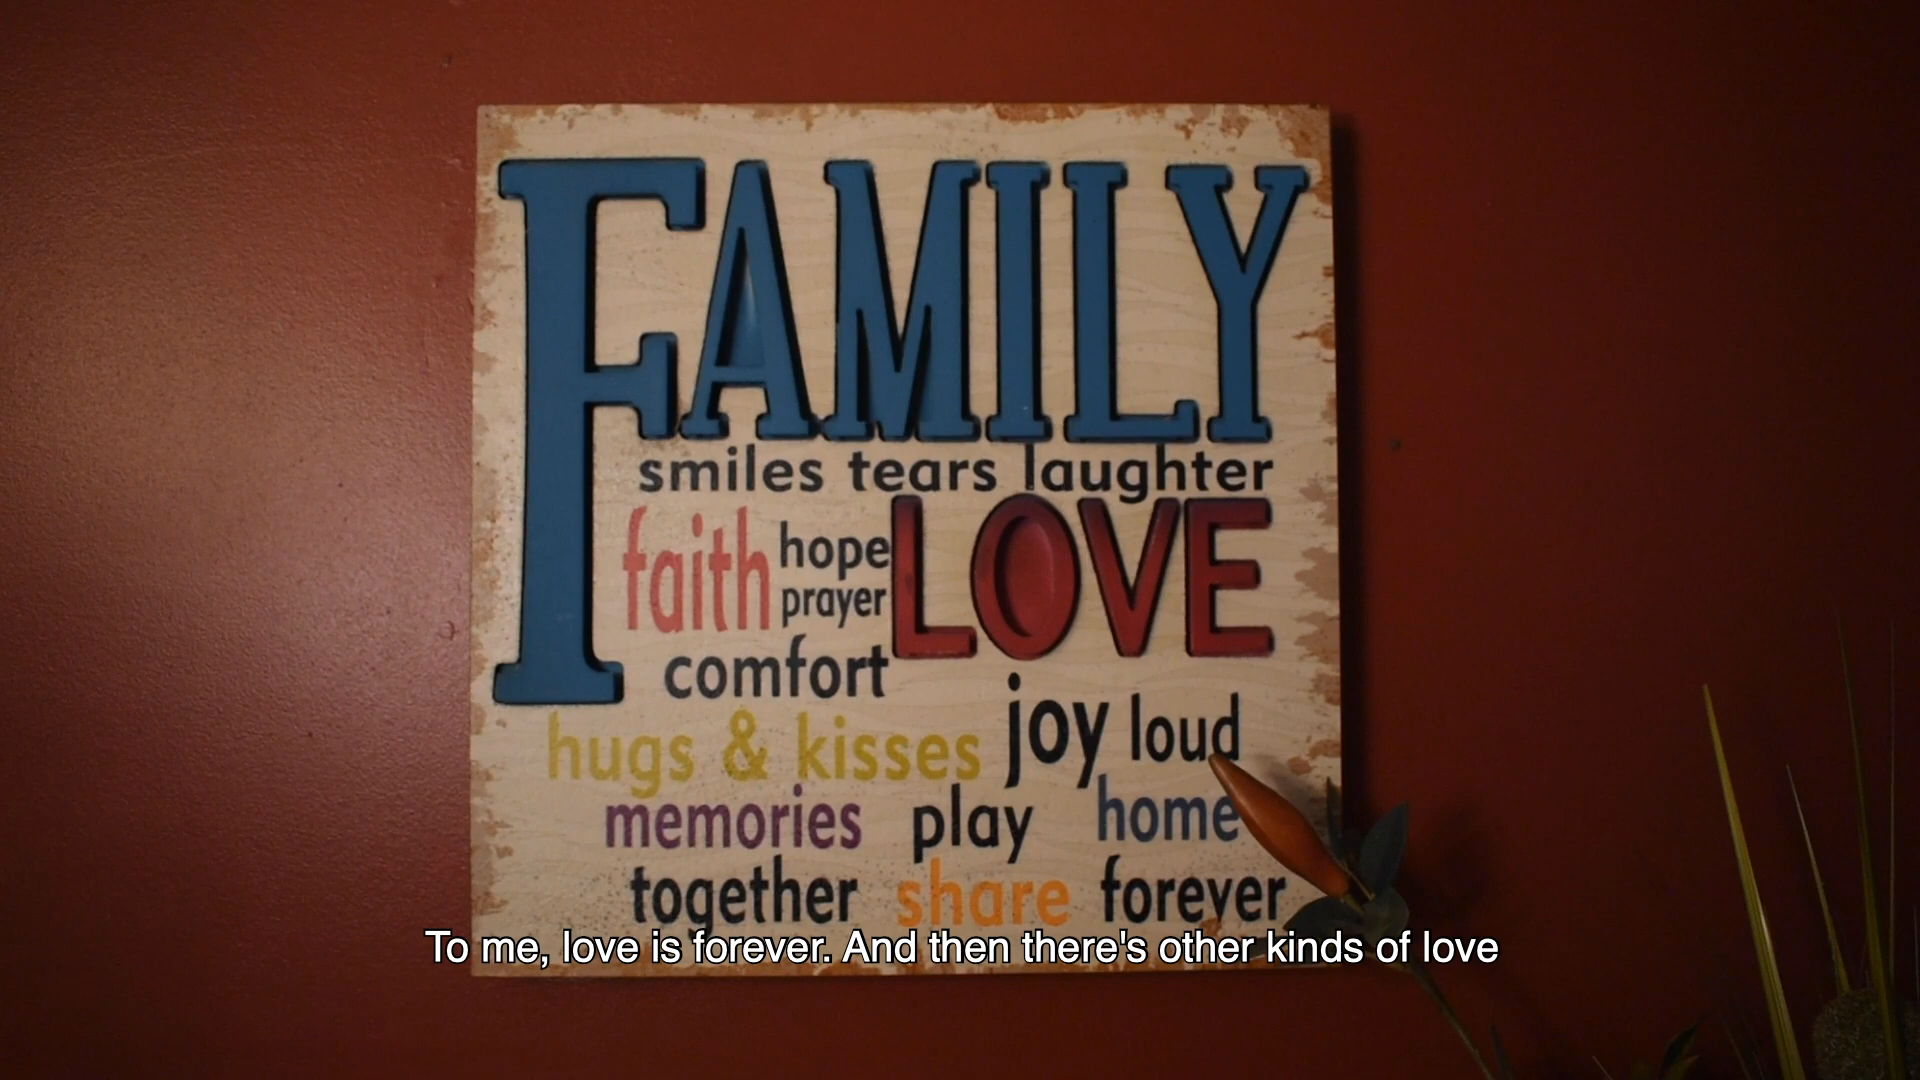 FAMILY
smiles tears laughter
faith hope LOVE
prayer
comfort
joy loud
hugs & kisses
memories play home
together share forever
To me, love is forever. And then there's other kinds of love